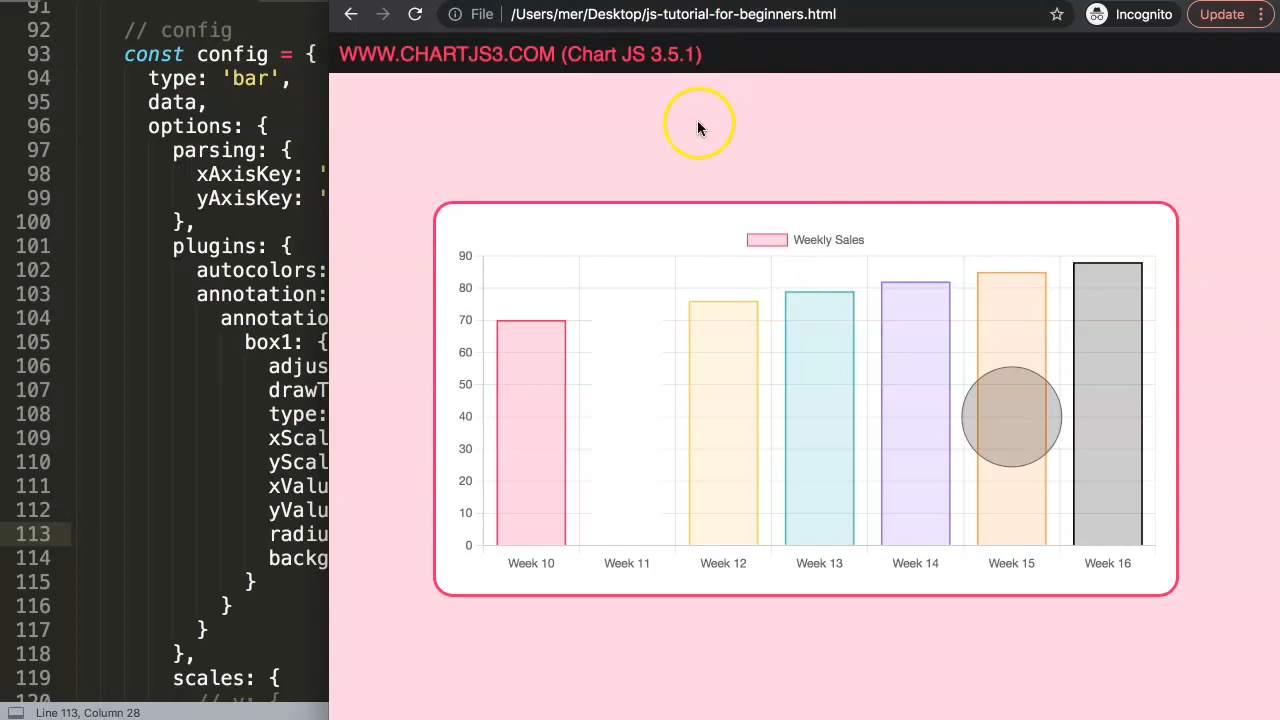 91
92 // config
93 const config = {
94 type: 'bar',
95 data,
96 options: {
97 parsing: {
98 xAxisKey: '
99 yAxisKey: '
100 },
101 plugins: {
102 autocolors:
103 annotation:
104 annotatio
105 box1: {
106 adjus
107 drawT
108 type:
109 xScal
110 yScal
111 xValu
112 yValu
113 radiu
114 backg
115 }
116 }
117 }
118 },
119 scales: {
120 // y: {
Line 113, Column 28
File /Users/mer/Desktop/js-tutorial-for-beginners.html Incognito Update
WWW.CHARTJS3.COM (Chart JS 3.5.1)
Weekly Sales
90
80
70
60
50
40
30
20
10
0
Week 10 Week 11 Week 12 Week 13 Week 14 Week 15 Week 16